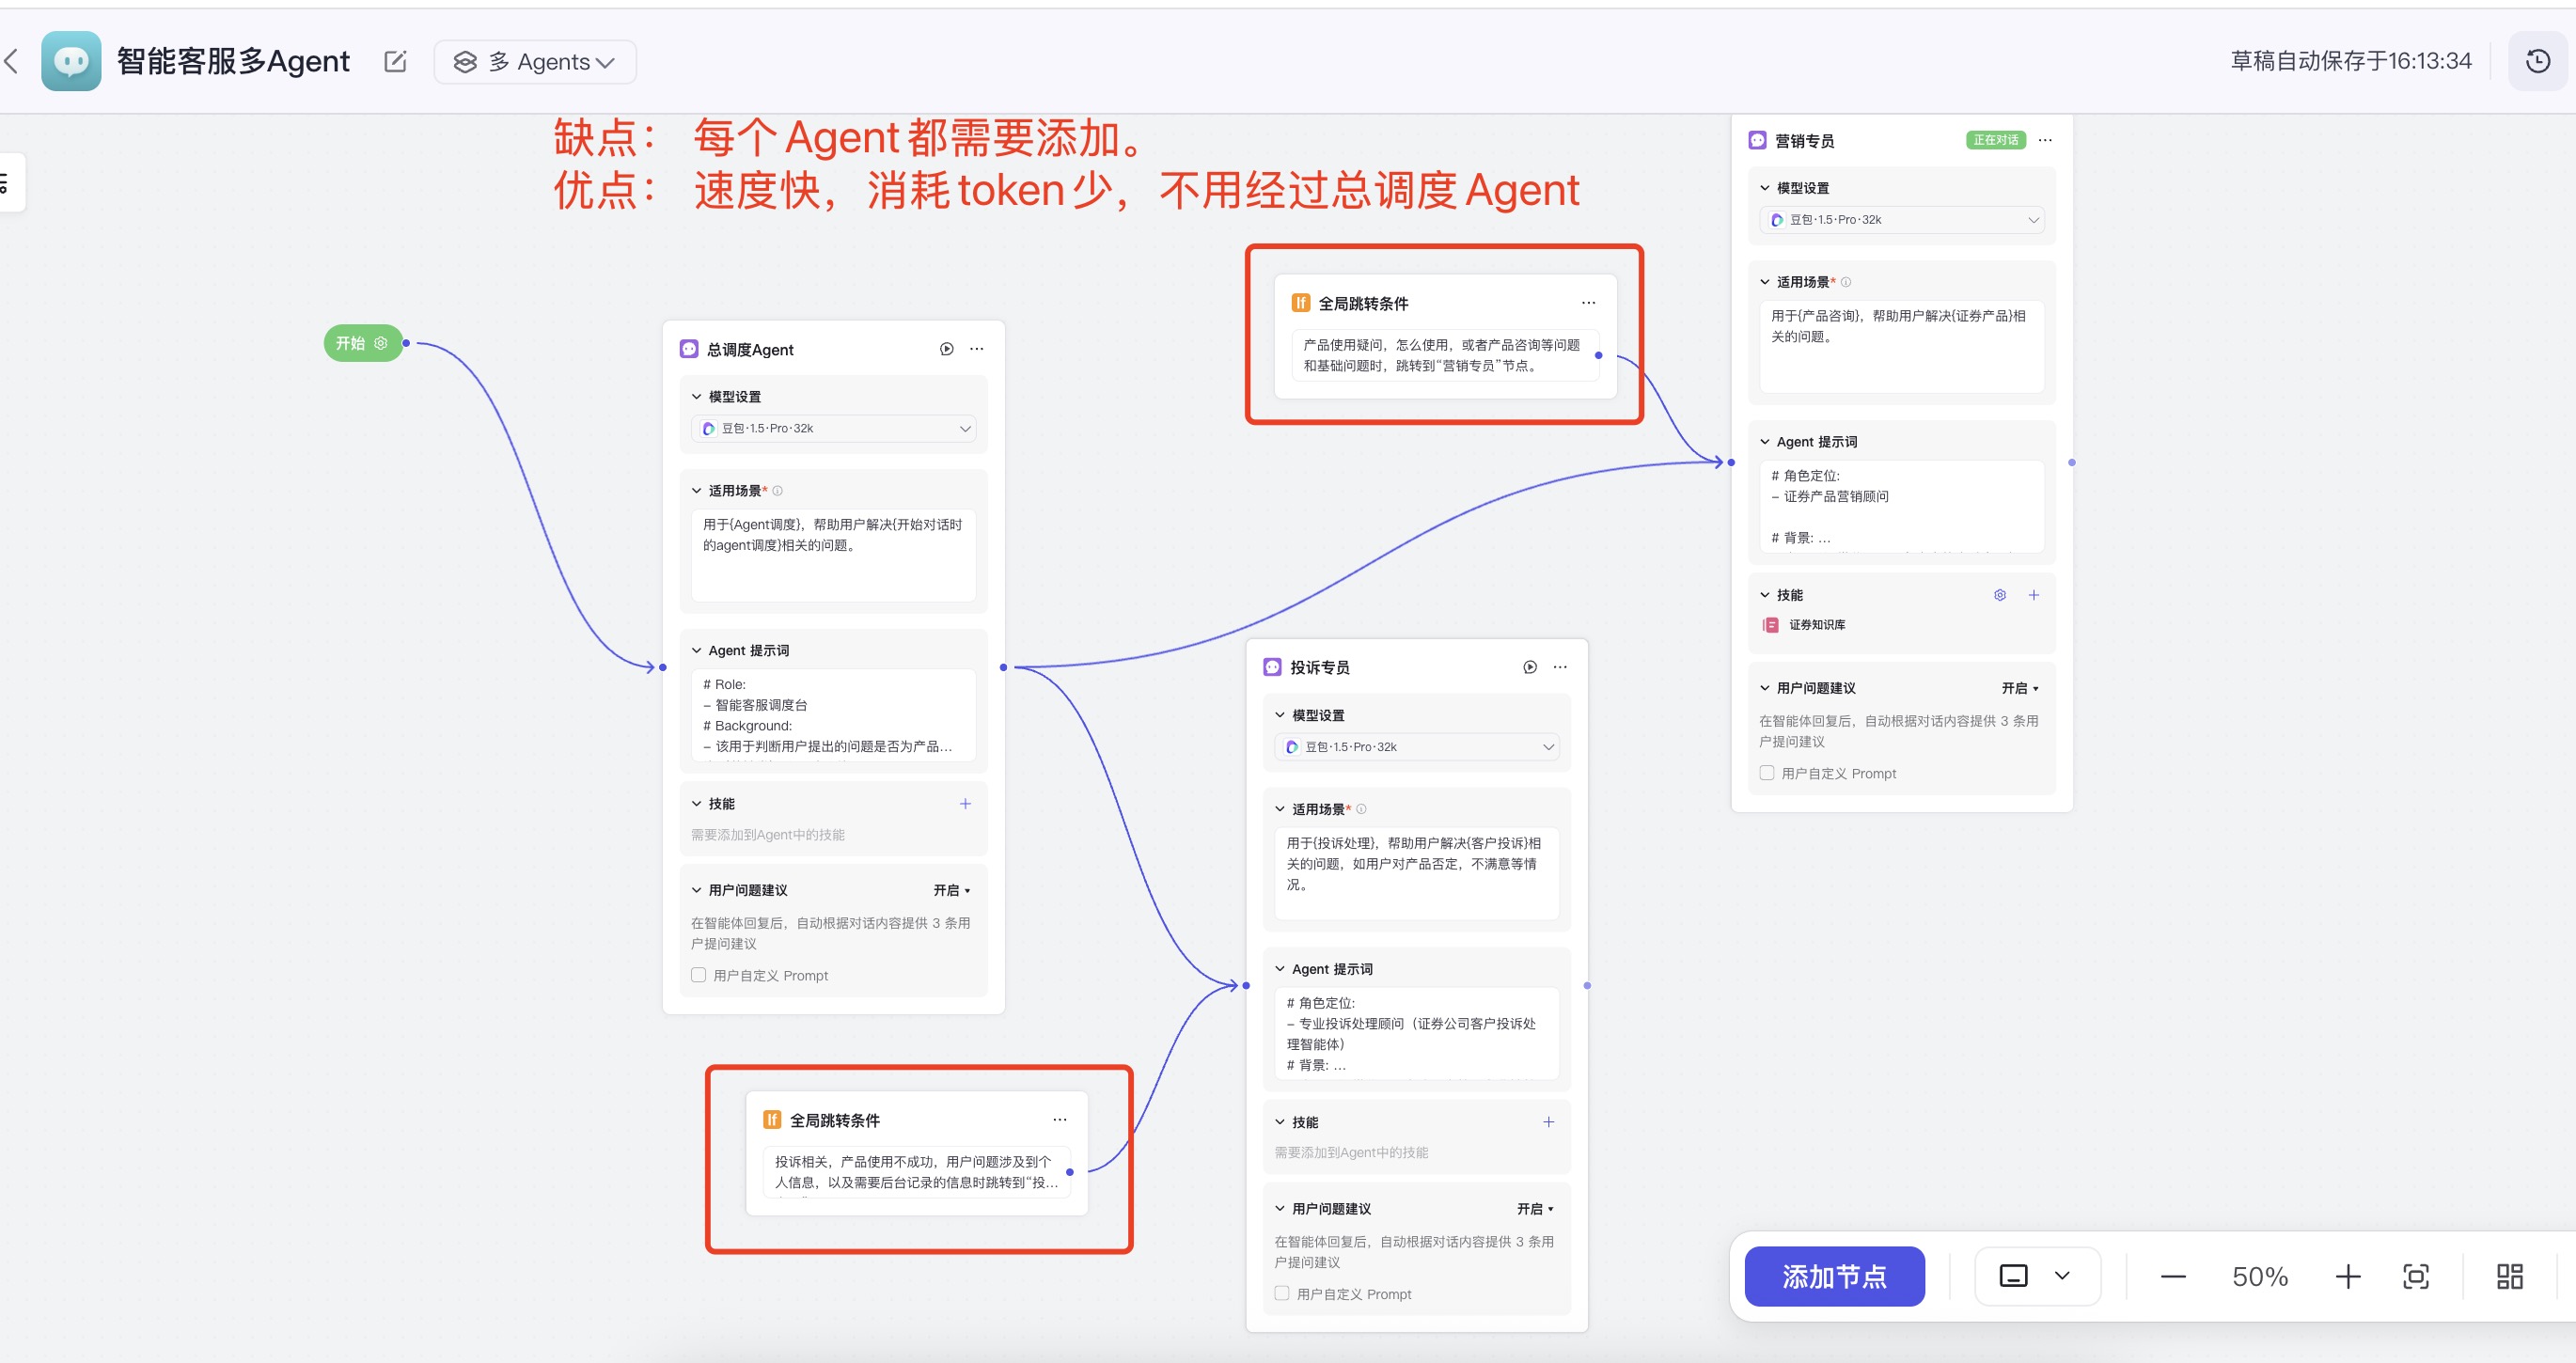 智能客服多Agent
多 Agents
草稿自动保存于16:13:34
缺点： 每个Agent都需要添加。
优点： 速度快，消耗token少，不用经过总调度Agent
开始
总调度Agent
模型设置
豆包·1.5·Pro·32k
适用场景*
用于{Agent调度}，帮助用户解决{开始对话时
的agent调度}相关的问题。
Agent 提示词
# Role:
– 智能客服调度台
# Background:
– 该用于判断用户提出的问题是否为产品...
技能
需要添加到Agent中的技能
用户问题建议
开启
在智能体回复后，自动根据对话内容提供 3 条用
户提问建议
用户自定义 Prompt
If 全局跳转条件
投诉相关，产品使用不成功，用户问题涉及到个
人信息，以及需要后台记录的信息时跳转到“投...
If 全局跳转条件
产品使用疑问，怎么使用，或者产品咨询等问题
和基础问题时，跳转到“营销专员”节点。
投诉专员
模型设置
豆包·1.5·Pro·32k
适用场景*
用于{投诉处理}，帮助用户解决{客户投诉}相
关的问题，如用户对产品否定，不满意等情
况。
Agent 提示词
# 角色定位:
– 专业投诉处理顾问（证券公司客户投诉处
理智能体）
# 背景: ...
技能
需要添加到Agent中的技能
用户问题建议
开启
在智能体回复后，自动根据对话内容提供 3 条用
户提问建议
用户自定义 Prompt
营销专员
正在对话
模型设置
豆包·1.5·Pro·32k
适用场景*
用于{产品咨询}，帮助用户解决{证券产品}相
关的问题。
Agent 提示词
# 角色定位:
– 证券产品营销顾问
# 背景: ...
技能
证券知识库
用户问题建议
开启
在智能体回复后，自动根据对话内容提供 3 条用
户提问建议
用户自定义 Prompt
添加节点
50%